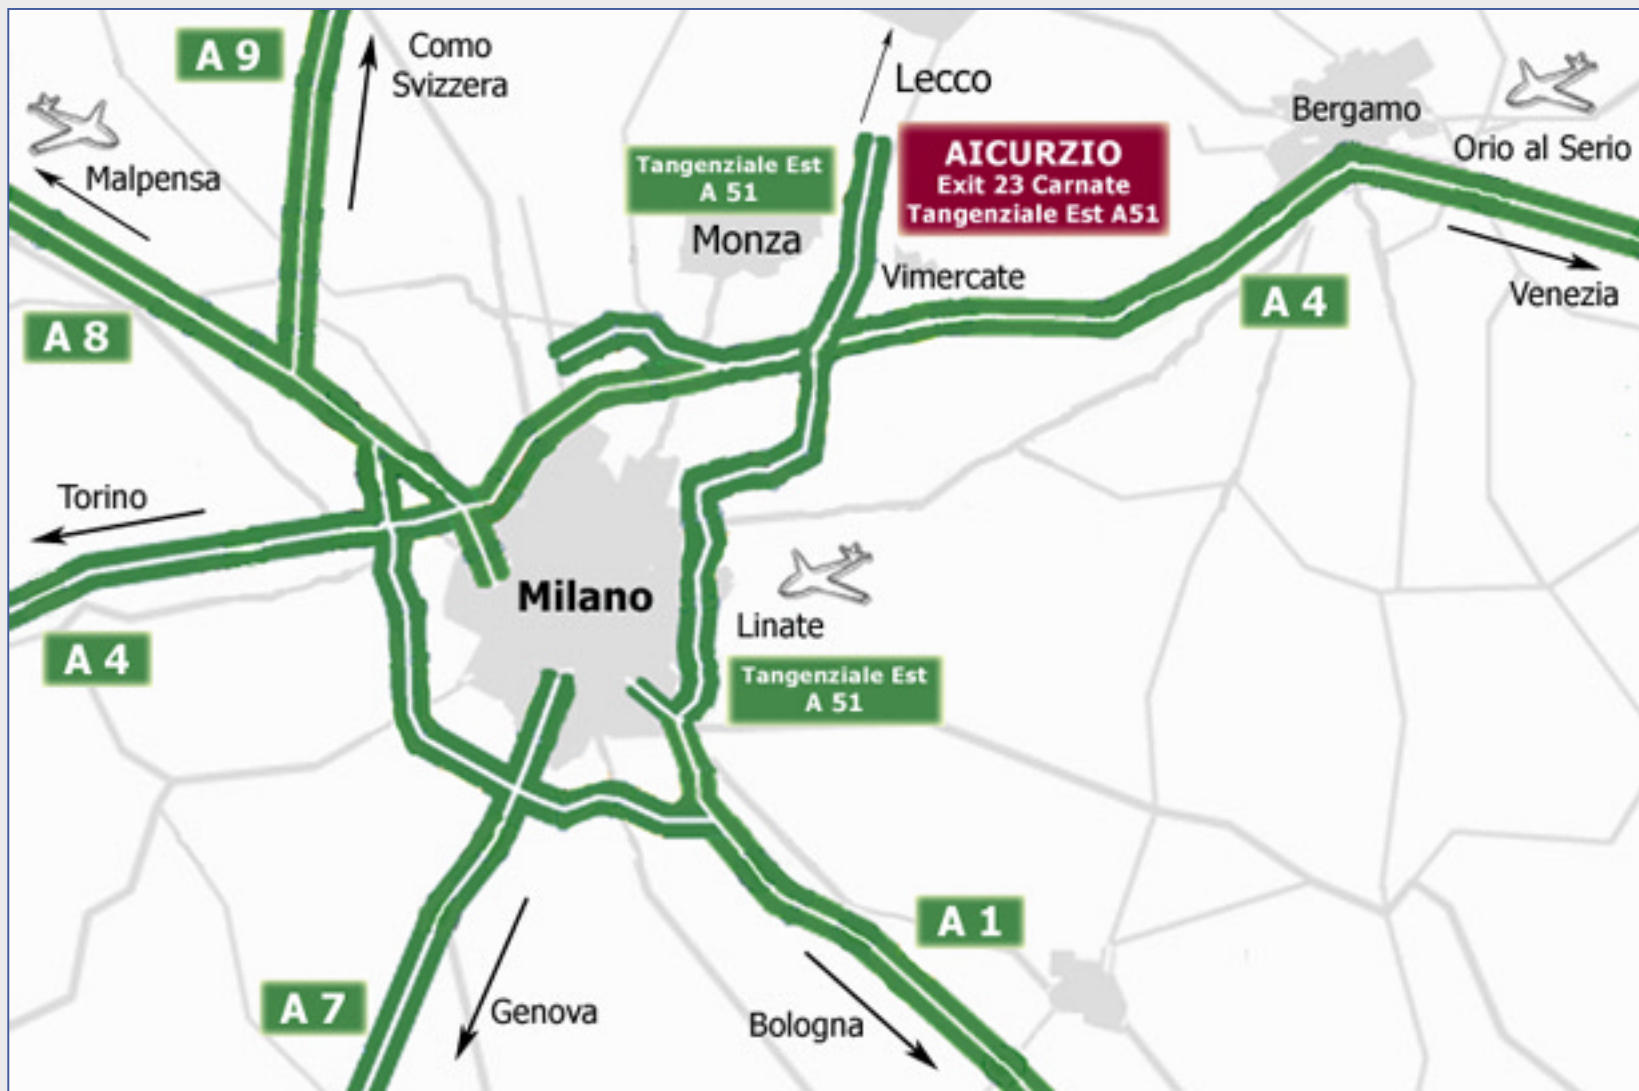 A 9
Como
Svizzera
Lecco
Bergamo
Orio al Serio
Malpensa
Tangenziale Est
A 51
AICURZIO
Exit 23 Carnate
Tangenziale Est A51
Monza
Vimercate
A 4
Venezia
A 8
Torino
Milano
Linate
A 4
Tangenziale Est
A 51
A 1
A 7
Genova
Bologna